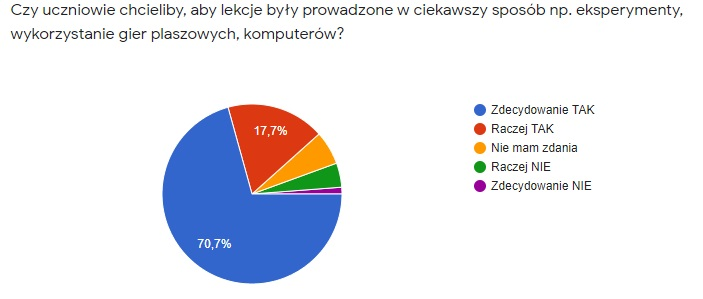 Czy uczniowie chcieliby, aby lekcje były prowadzone w ciekawszy sposób np. eksperymenty,
wykorzystanie gier plaszowych, komputerów?
17,7%
70,7%
Zdecydowanie TAK
Raczej TAK
Nie mam zdania
Raczej NIE
Zdecydowanie NIE